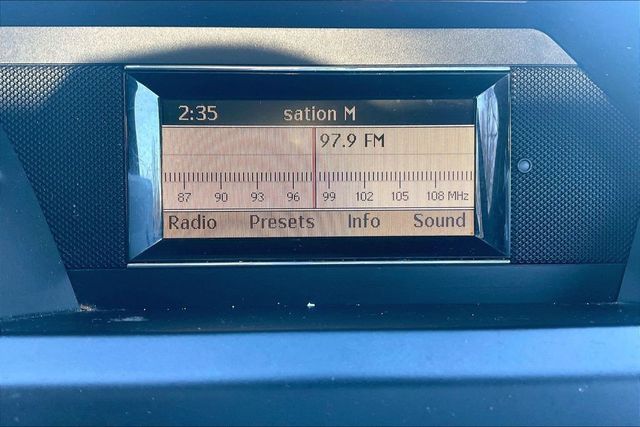 2:35 sation M
97.9 FM
87 90 93 96 99 102 105 108 MHz
Radio Presets Info Sound